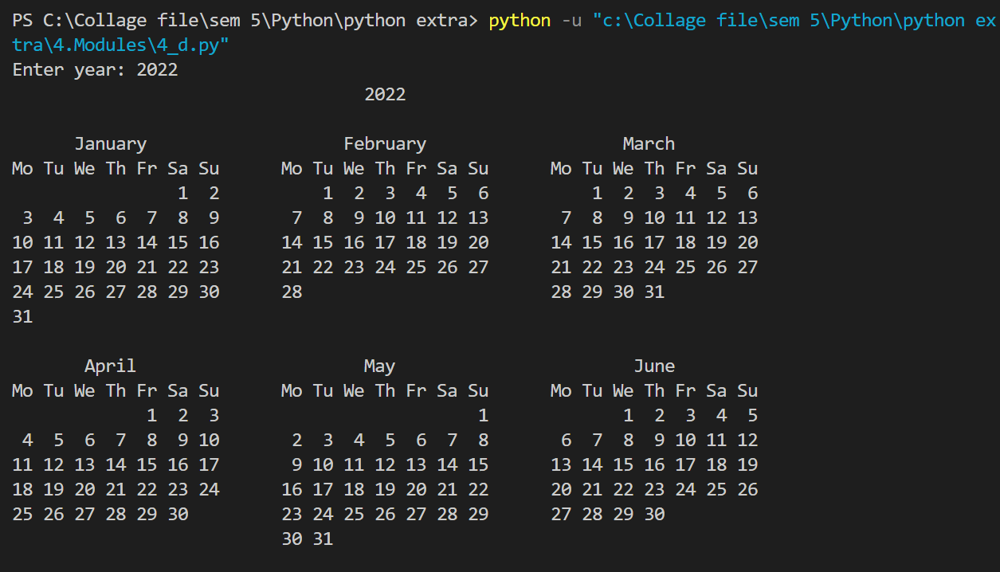 PS C:\Collage file\sem 5\Python\python extra> python -u "c:\Collage file\sem 5\Python\python ex
tra\4.Modules\4_d.py"
Enter year: 2022
                                  2022

      January                   February                   March
Mo Tu We Th Fr Sa Su      Mo Tu We Th Fr Sa Su      Mo Tu We Th Fr Sa Su
                1  2          1  2  3  4  5  6          1  2  3  4  5  6
 3  4  5  6  7  8  9       7  8  9 10 11 12 13       7  8  9 10 11 12 13
10 11 12 13 14 15 16      14 15 16 17 18 19 20      14 15 16 17 18 19 20
17 18 19 20 21 22 23      21 22 23 24 25 26 27      21 22 23 24 25 26 27
24 25 26 27 28 29 30      28                        28 29 30 31
31

       April                      May                       June
Mo Tu We Th Fr Sa Su      Mo Tu We Th Fr Sa Su      Mo Tu We Th Fr Sa Su
             1  2  3                         1             1  2  3  4  5
 4  5  6  7  8  9 10       2  3  4  5  6  7  8       6  7  8  9 10 11 12
11 12 13 14 15 16 17       9 10 11 12 13 14 15      13 14 15 16 17 18 19
18 19 20 21 22 23 24      16 17 18 19 20 21 22      20 21 22 23 24 25 26
25 26 27 28 29 30         23 24 25 26 27 28 29      27 28 29 30
                          30 31